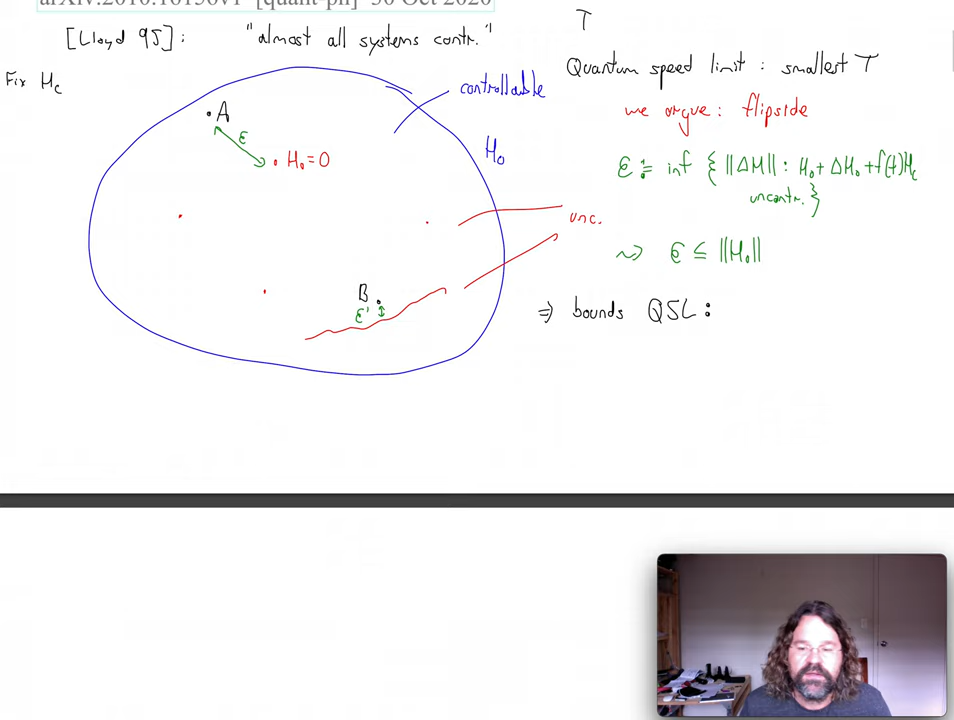 arXiv:2010.16150v1 [quant-ph] 30 Oct 2020
[Lloyd 95]: "almost all systems contr."
T
Quantum speed limit: smallest T
Fix Hc
controllable
we argue: flipside
A
ε
H₀=0
H₀
ε := inf { ||ΔH|| : H₀+ΔH₀+f(t)Hc
uncontr. }
unc.
⇝ ε ≤ ||H₀||
B
ε'
⇒ bounds QSL: